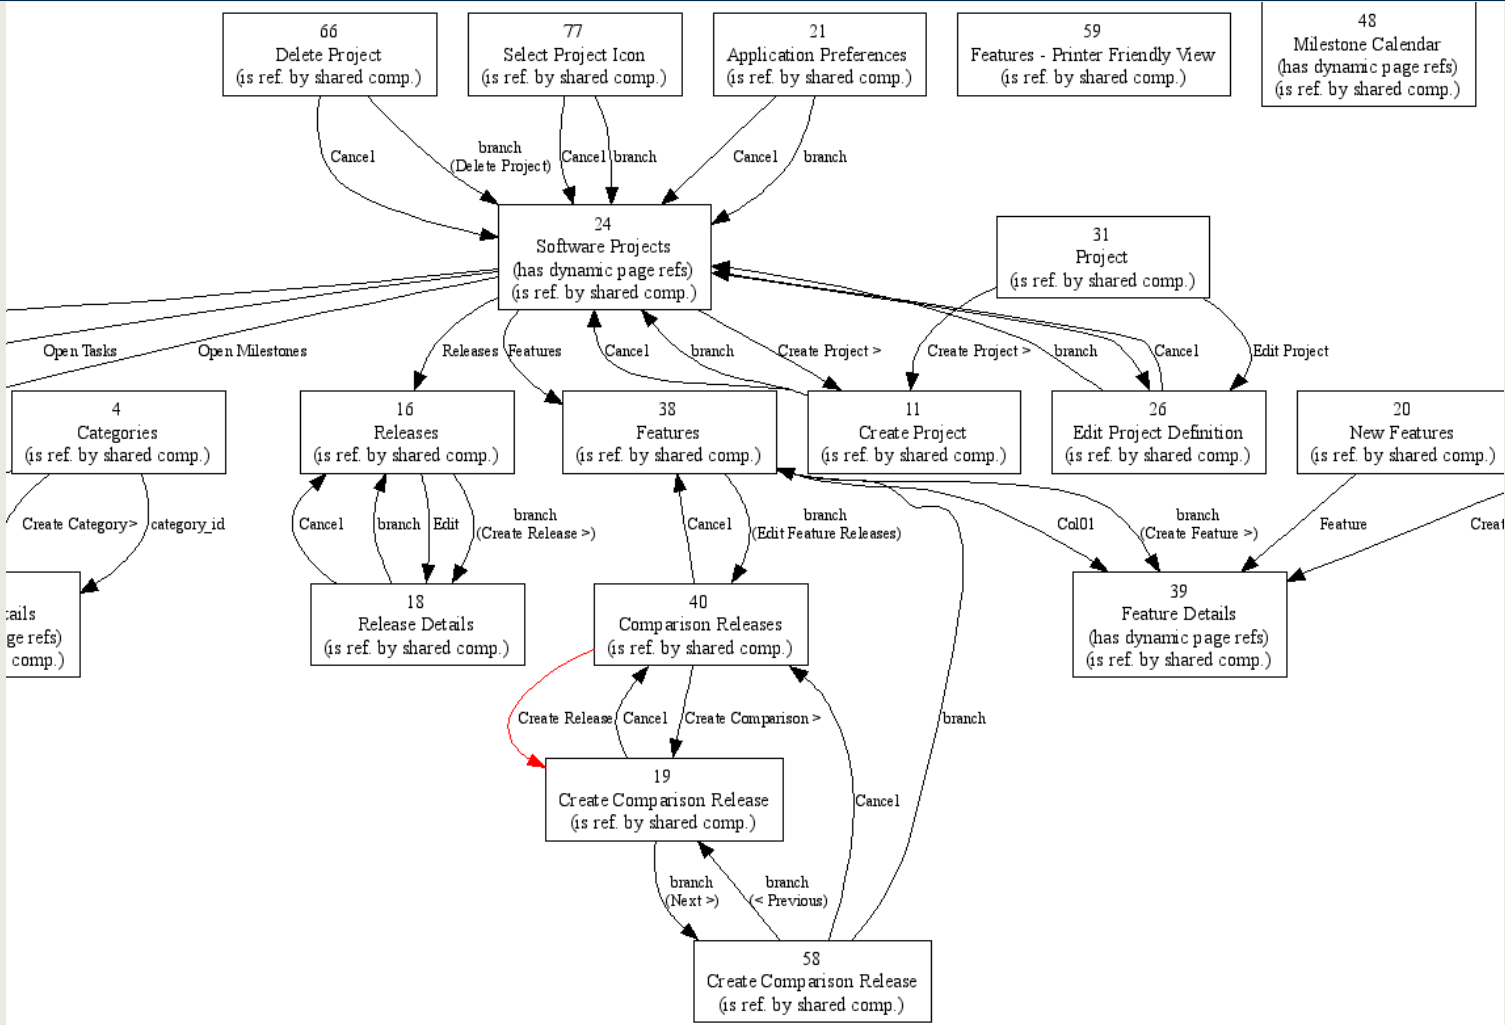 66
Delete Project
(is ref. by shared comp.)
77
Select Project Icon
(is ref. by shared comp.)
21
Application Preferences
(is ref. by shared comp.)
59
Features - Printer Friendly View
(is ref. by shared comp.)
48
Milestone Calendar
(has dynamic page refs)
(is ref. by shared comp.)
Cancel
branch
(Delete Project)
Cancel
branch
Cancel
branch
24
Software Projects
(has dynamic page refs)
(is ref. by shared comp.)
31
Project
(is ref. by shared comp.)
Open Tasks
Open Milestones
Releases
Features
Cancel
branch
Create Project >
Create Project >
branch
Cancel
Edit Project
4
Categories
(is ref. by shared comp.)
16
Releases
(is ref. by shared comp.)
38
Features
(is ref. by shared comp.)
11
Create Project
(is ref. by shared comp.)
26
Edit Project Definition
(is ref. by shared comp.)
20
New Features
(is ref. by shared comp.)
Create Category>
category_id
Cancel
branch
Edit
branch
(Create Release >)
Cancel
branch
(Edit Feature Releases)
Col01
branch
(Create Feature >)
Feature
Creat
tails
ge refs)
comp.)
18
Release Details
(is ref. by shared comp.)
40
Comparison Releases
(is ref. by shared comp.)
39
Feature Details
(has dynamic page refs)
(is ref. by shared comp.)
Create Release
Cancel
Create Comparison >
branch
19
Create Comparison Release
(is ref. by shared comp.)
Cancel
branch
(Next >)
branch
(< Previous)
58
Create Comparison Release
(is ref. by shared comp.)